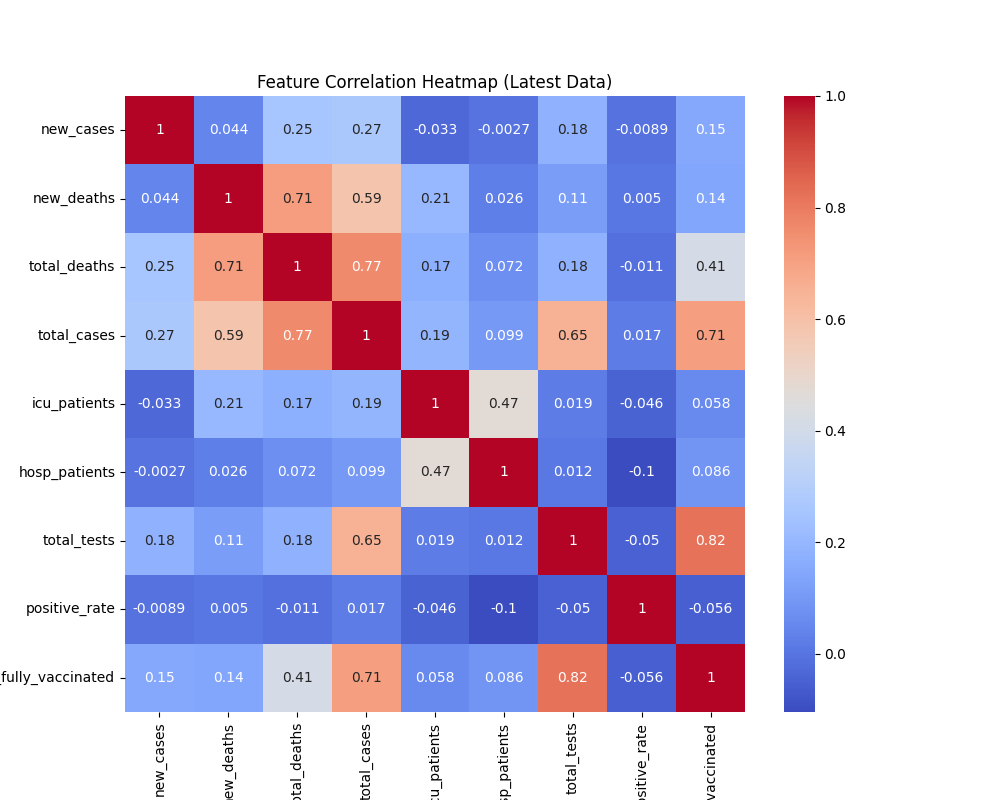 Feature Correlation Heatmap (Latest Data)
new_cases 1 0.044 0.25 0.27 -0.033 -0.0027 0.18 -0.0089 0.15
new_deaths 0.044 1 0.71 0.59 0.21 0.026 0.11 0.005 0.14
total_deaths 0.25 0.71 1 0.77 0.17 0.072 0.18 -0.011 0.41
total_cases 0.27 0.59 0.77 1 0.19 0.099 0.65 0.017 0.71
icu_patients -0.033 0.21 0.17 0.19 1 0.47 0.019 -0.046 0.058
hosp_patients -0.0027 0.026 0.072 0.099 0.47 1 0.012 -0.1 0.086
total_tests 0.18 0.11 0.18 0.65 0.019 0.012 1 -0.05 0.82
positive_rate -0.0089 0.005 -0.011 0.017 -0.046 -0.1 -0.05 1 -0.056
_fully_vaccinated 0.15 0.14 0.41 0.71 0.058 0.086 0.82 -0.056 1
new_cases
new_deaths
otal_deaths
total_cases
cu_patients
sp_patients
total_tests
ositive_rate
vaccinated
1.0
0.8
0.6
0.4
0.2
0.0